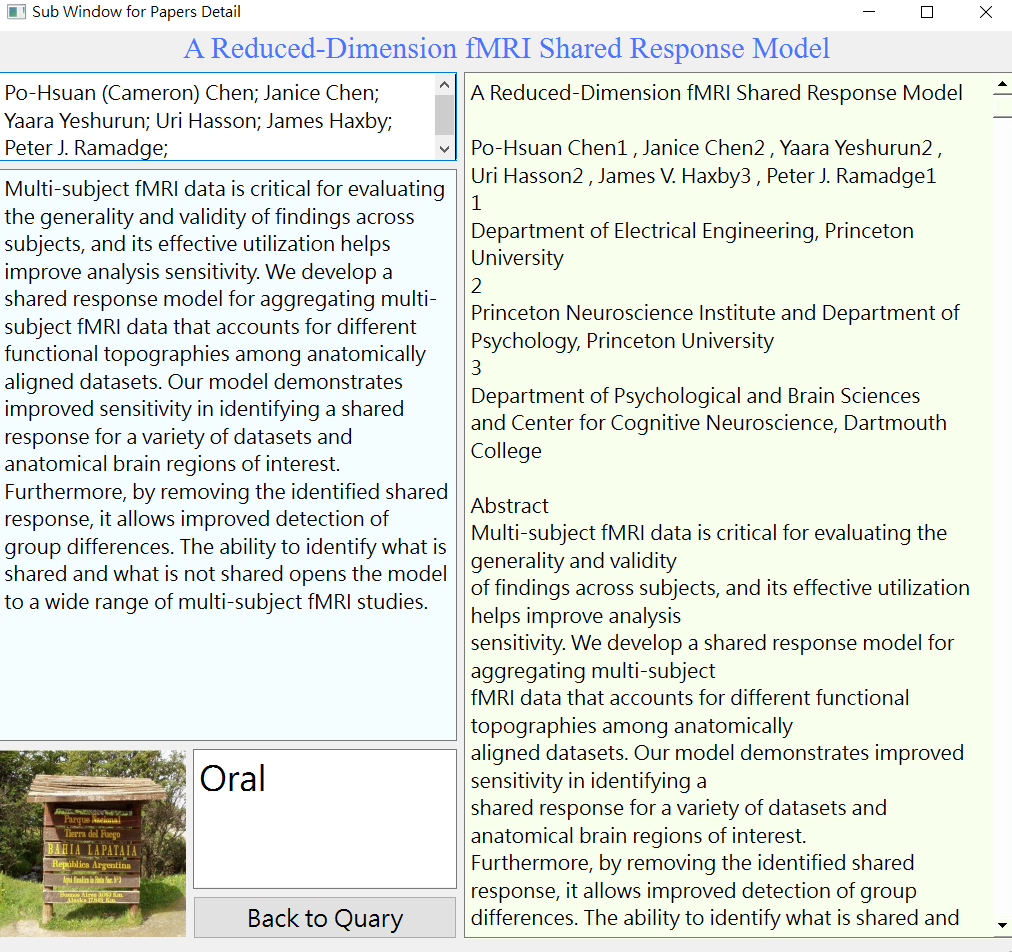 Sub Window for Papers Detail
A Reduced-Dimension fMRI Shared Response Model
Po-Hsuan (Cameron) Chen; Janice Chen;
Yaara Yeshurun; Uri Hasson; James Haxby;
Peter J. Ramadge;
Multi-subject fMRI data is critical for evaluating
the generality and validity of findings across
subjects, and its effective utilization helps
improve analysis sensitivity. We develop a
shared response model for aggregating multi-
subject fMRI data that accounts for different
functional topographies among anatomically
aligned datasets. Our model demonstrates
improved sensitivity in identifying a shared
response for a variety of datasets and
anatomical brain regions of interest.
Furthermore, by removing the identified shared
response, it allows improved detection of
group differences. The ability to identify what is
shared and what is not shared opens the model
to a wide range of multi-subject fMRI studies.
Parque Nacional
Tierra del Fuego
BAHIA LAPATAIA
República Argentina
Aqui Finaliza la Ruta Nac. Nº3
Buenos Aires 3063 Km.
Alaska 17.848 Km.
Oral
Back to Quary
A Reduced-Dimension fMRI Shared Response Model
Po-Hsuan Chen1 , Janice Chen2 , Yaara Yeshurun2 ,
Uri Hasson2 , James V. Haxby3 , Peter J. Ramadge1
1
Department of Electrical Engineering, Princeton
University
2
Princeton Neuroscience Institute and Department of
Psychology, Princeton University
3
Department of Psychological and Brain Sciences
and Center for Cognitive Neuroscience, Dartmouth
College
Abstract
Multi-subject fMRI data is critical for evaluating the
generality and validity
of findings across subjects, and its effective utilization
helps improve analysis
sensitivity. We develop a shared response model for
aggregating multi-subject
fMRI data that accounts for different functional
topographies among anatomically
aligned datasets. Our model demonstrates improved
sensitivity in identifying a
shared response for a variety of datasets and
anatomical brain regions of interest.
Furthermore, by removing the identified shared
response, it allows improved detection of group
differences. The ability to identify what is shared and